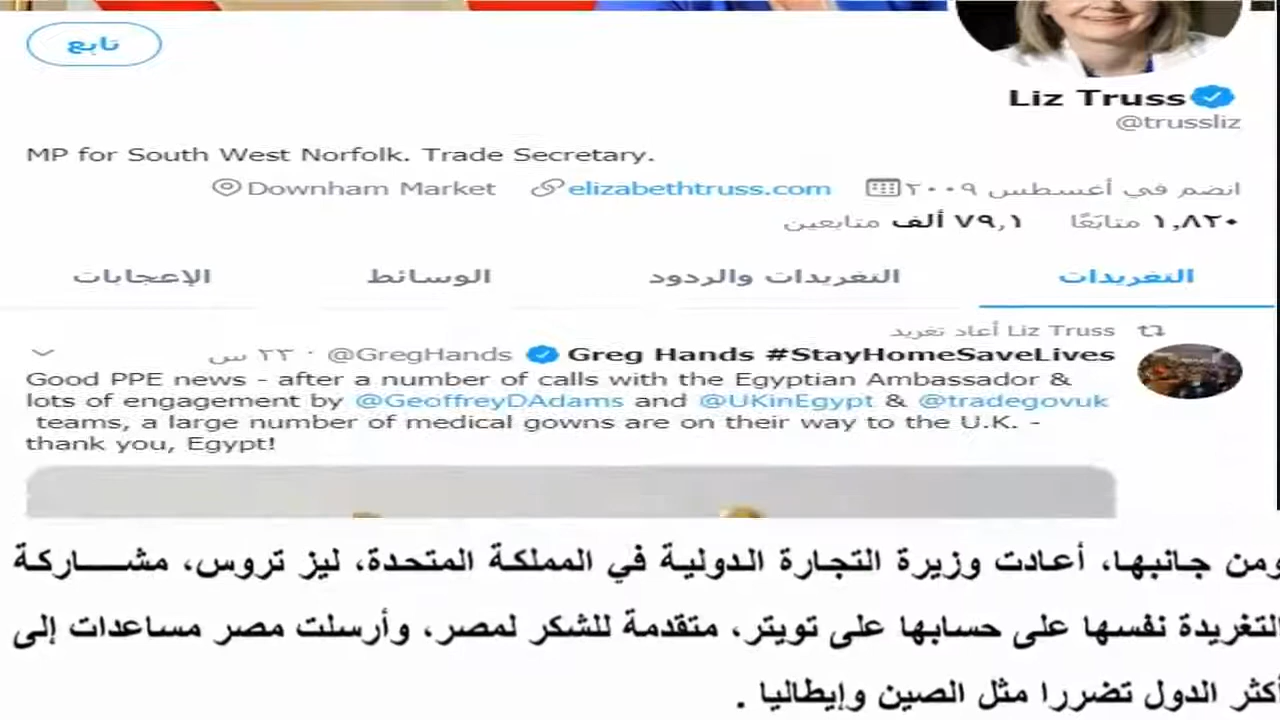 تابع
Liz Truss
@trussliz
MP for South West Norfolk. Trade Secretary.
انضم في أغسطس ٢٠٠٩ elizabethtruss.com Downham Market
١,٨٢٠ متابَعًا ٧٩,١ ألف متابعين
التغريدات التغريدات والردود الوسائط الإعجابات
Liz Truss أعاد تغريد
Greg Hands #StayHomeSaveLives @GregHands · ٢٣ س
Good PPE news - after a number of calls with the Egyptian Ambassador &
lots of engagement by @GeoffreyDAdams and @UKinEgypt & @tradegovuk
teams, a large number of medical gowns are on their way to the U.K. -
thank you, Egypt!
ومن جانبها، أعادت وزيرة التجارة الدولية في المملكة المتحدة، ليز تروس، مشـــاركة
التغريدة نفسها على حسابها على تويتر، متقدمة للشكر لمصر، وأرسلت مصر مساعدات إلى
أكثر الدول تضررا مثل الصين وإيطاليا .